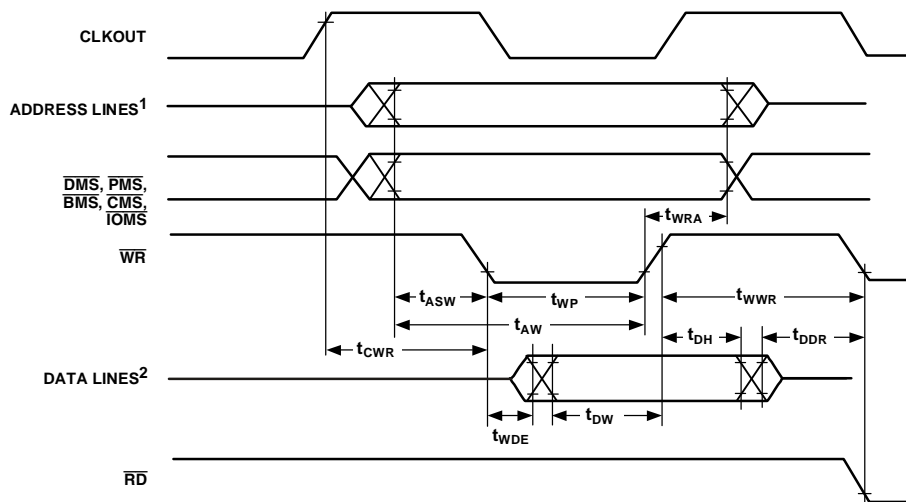 CLKOUT
ADDRESS LINES1
DMS, PMS,
BMS, CMS,
IOMS
tWRA
WR
tASW
tWP
tWWR
tAW
tCWR
tDH
tDDR
DATA LINES2
tWDE
tDW
RD